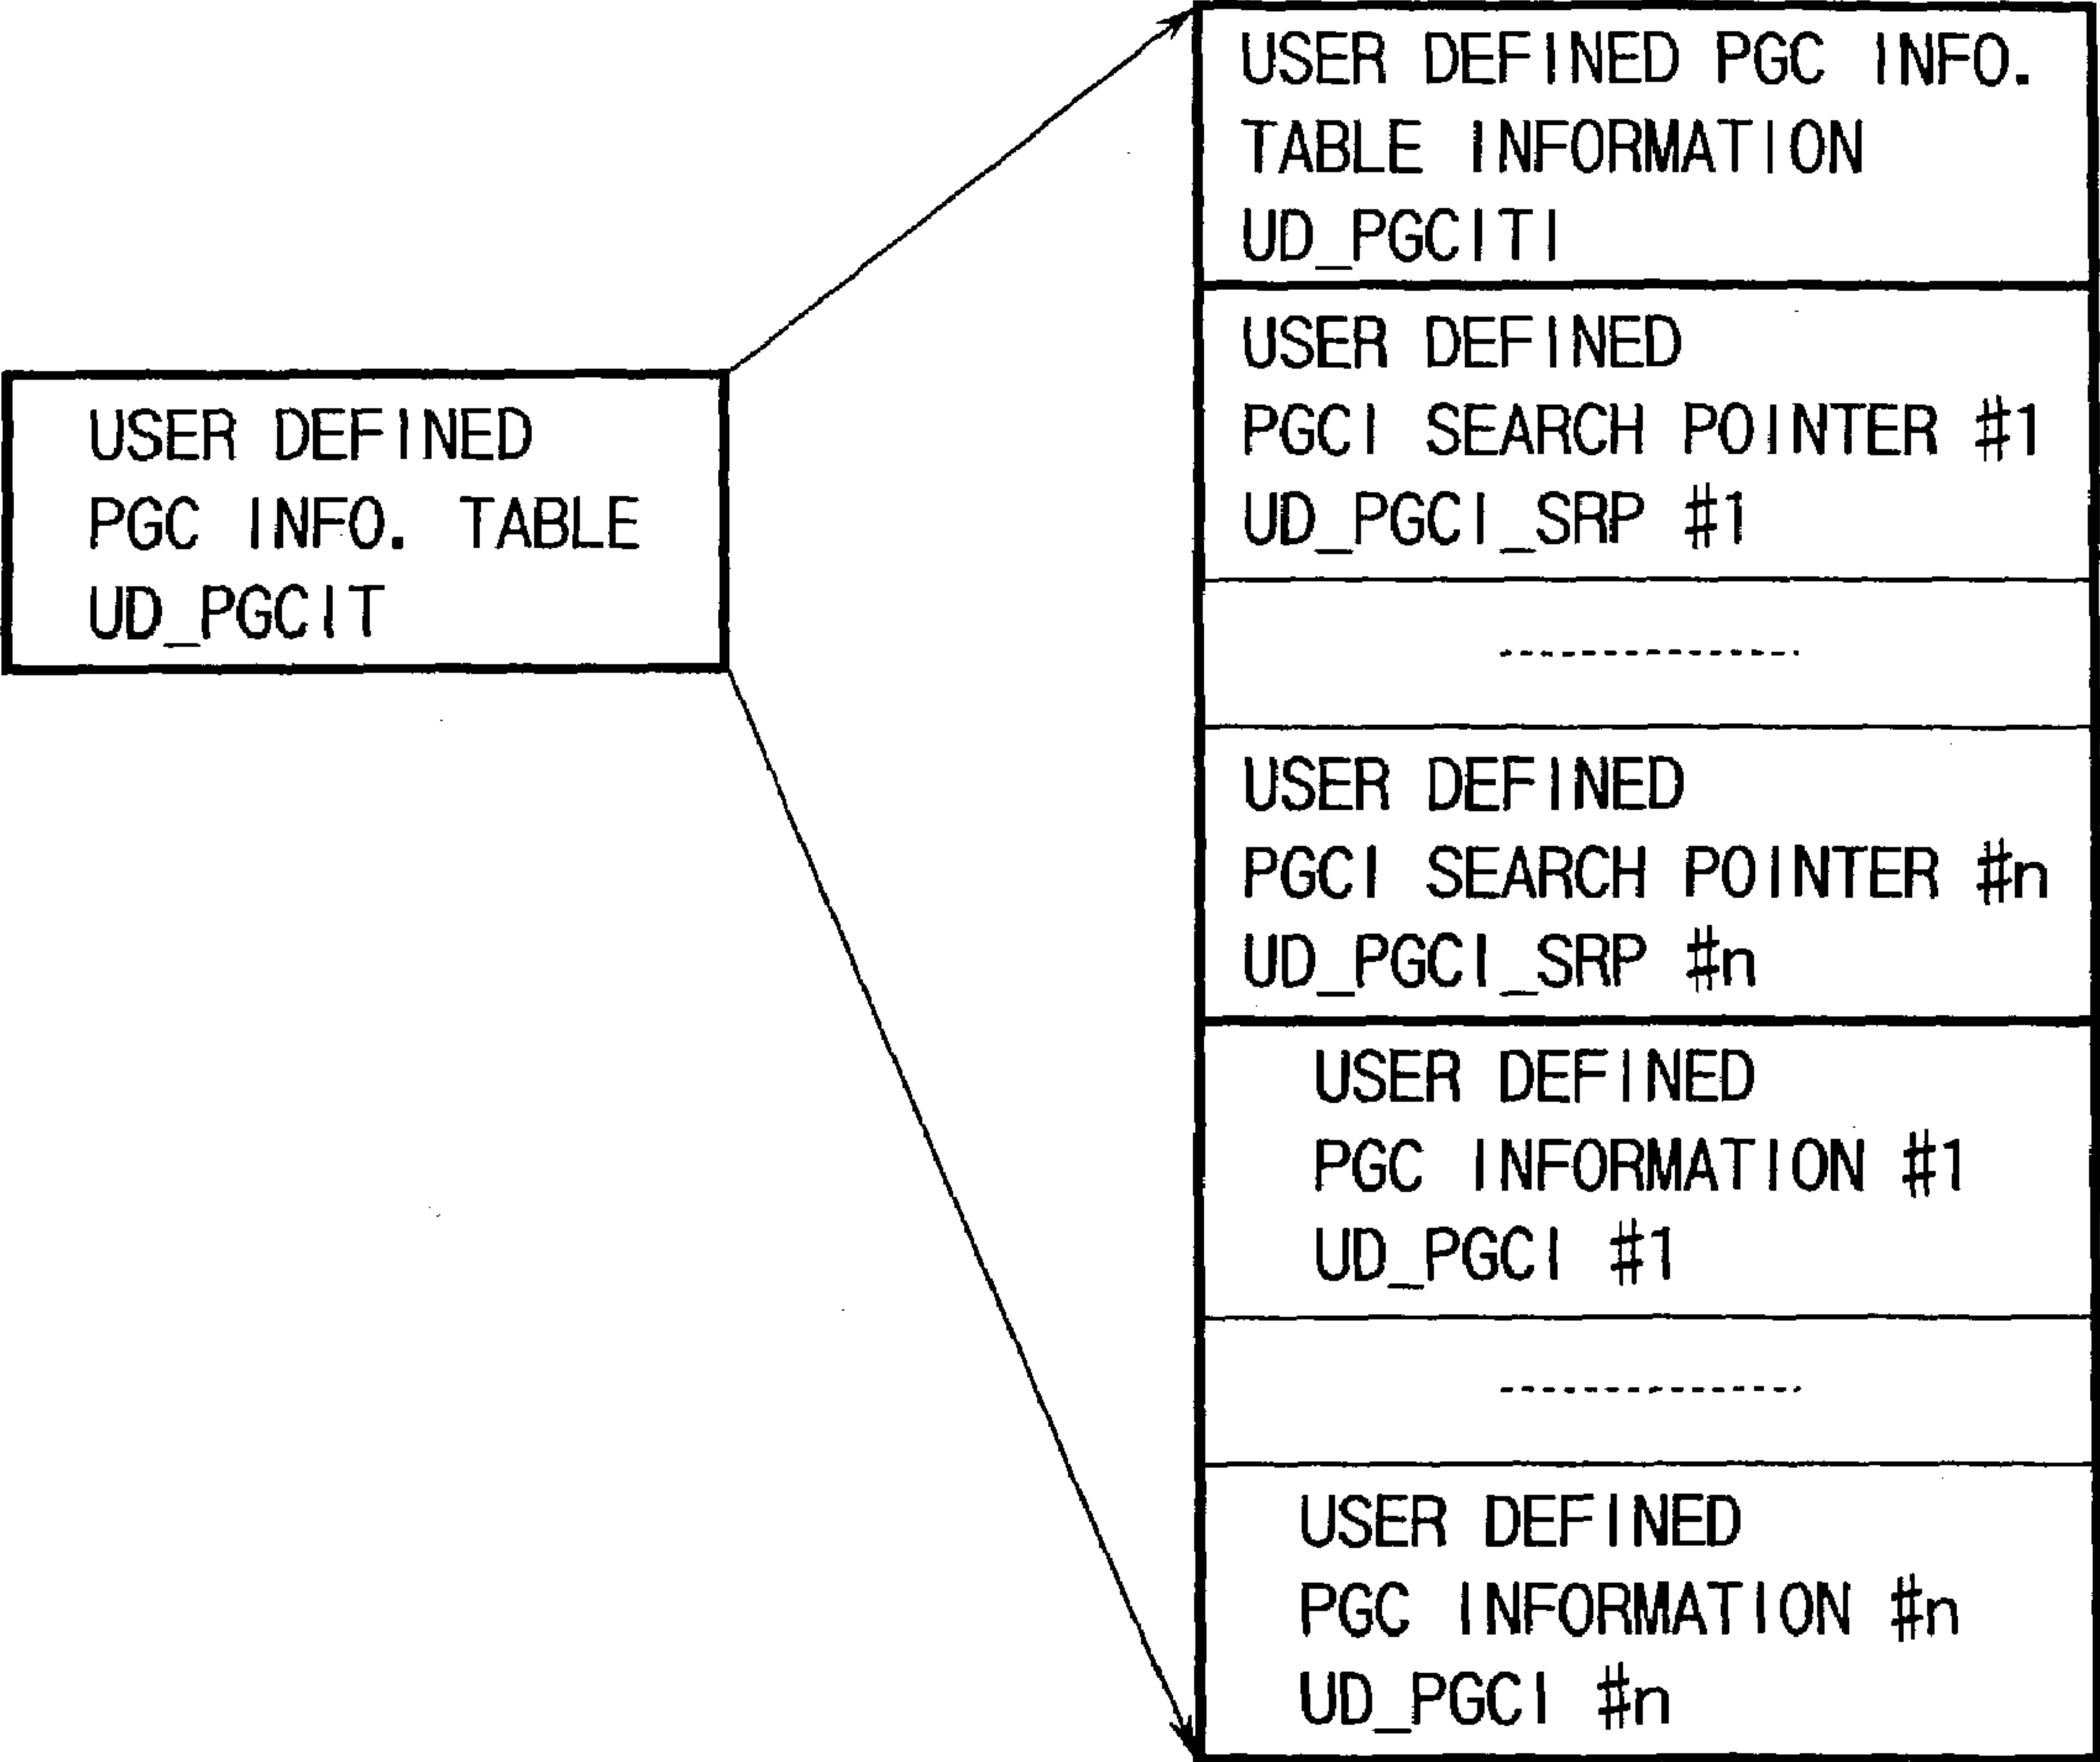 USER DEFINED
PGC INFO. TABLE
UD_PGCIT
USER DEFINED PGC INFO.
TABLE INFORMATION
UD_PGCITI
USER DEFINED
PGCI SEARCH POINTER #1
UD_PGCI_SRP #1
USER DEFINED
PGCI SEARCH POINTER #n
UD_PGCI_SRP #n
USER DEFINED
PGC INFORMATION #1
UD_PGCI #1
USER DEFINED
PGC INFORMATION #n
UD_PGCI #n